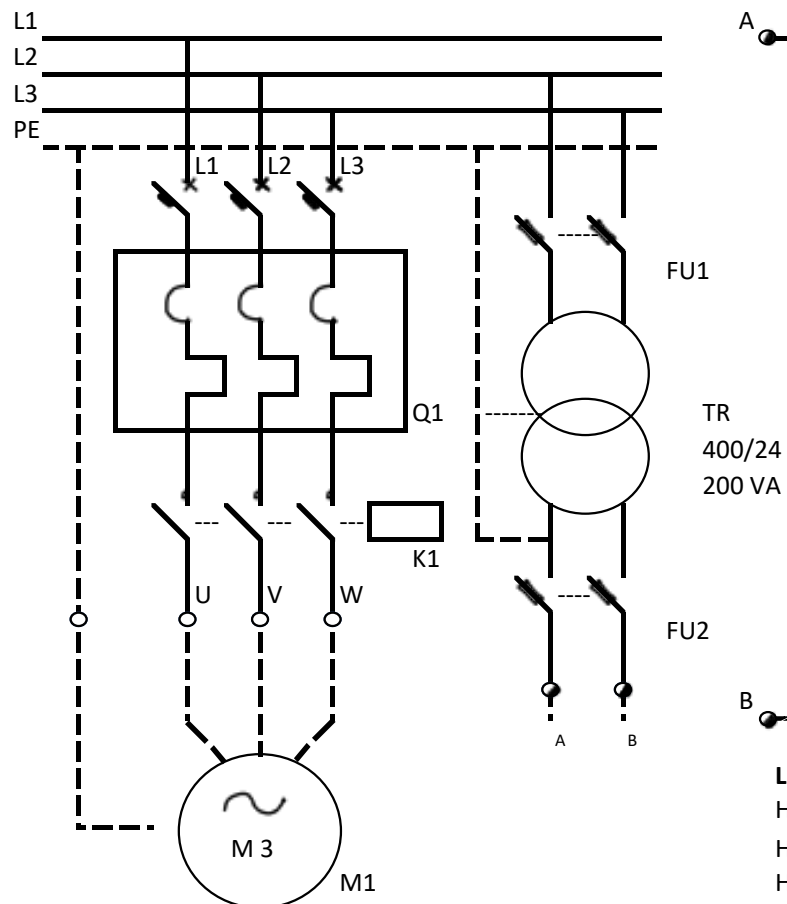 L1
L2
L3
PE
L1 L2 L3
Q1
K1
U V W
M 3
M1
FU1
TR
400/24
200 VA
FU2
A B
A
B
L
H
H
H